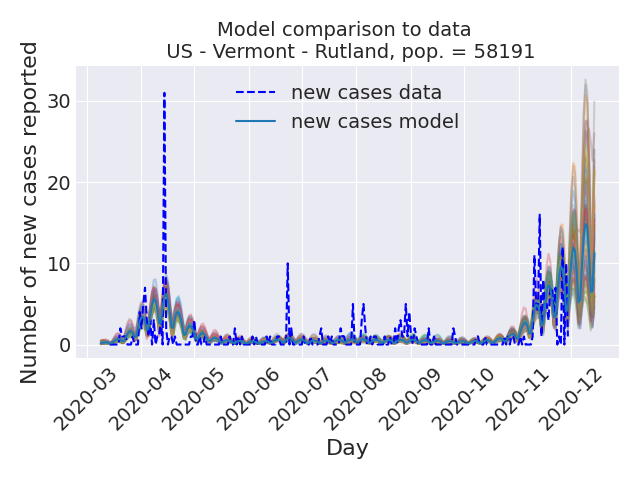 Model comparison to data
US - Vermont - Rutland, pop. = 58191
Number of new cases reported
30
20
10
0
new cases data
new cases model
2020-03
2020-04
2020-05
2020-06
2020-07
2020-08
2020-09
2020-10
2020-11
2020-12
Day